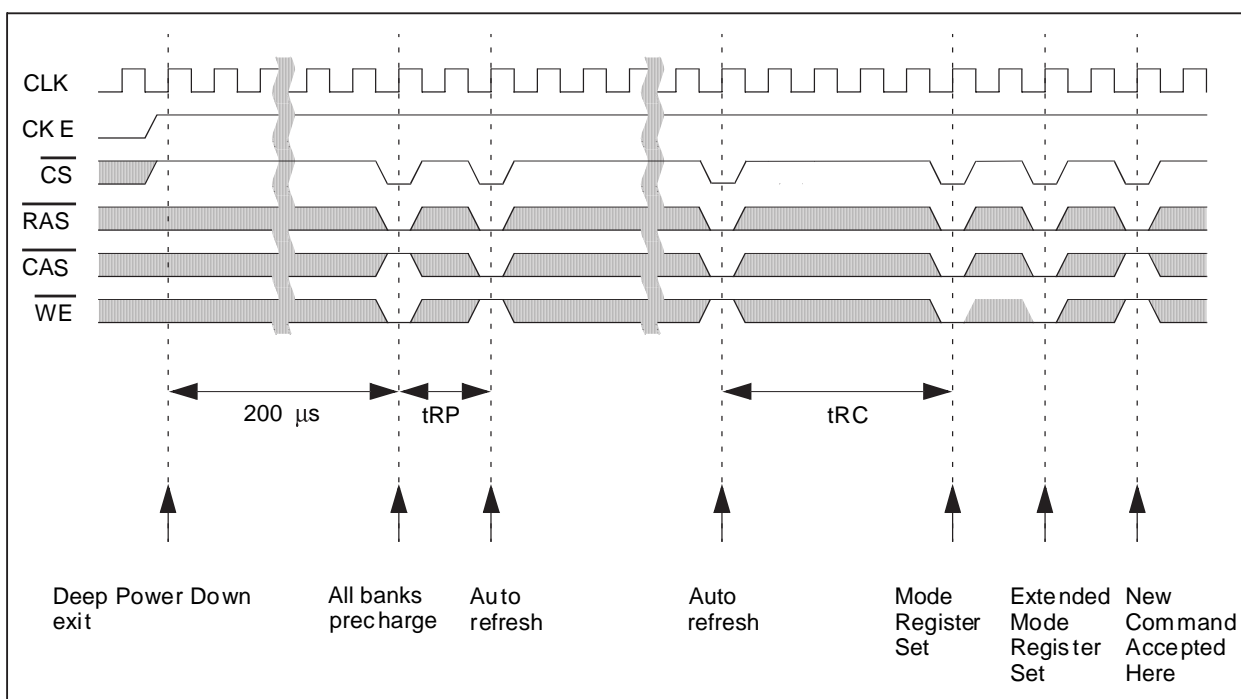 CLK
CKE
CS
RAS
CAS
WE
200 μs
tRP
tRC
Deep Power Down
exit
All banks
precharge
Auto
refresh
Auto
refresh
Mode
Register
Set
Extended
Mode
Register
Set
New
Command
Accepted
Here